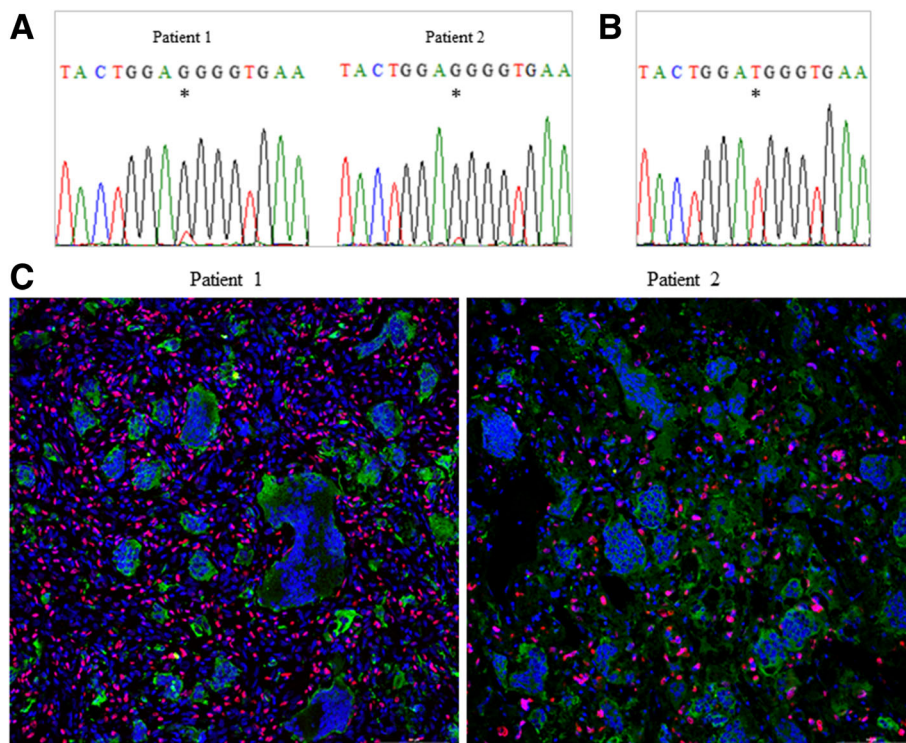 A
B
Patient 1
Patient 2
TACTGGAGGGGTGAA
TACTGGAGGGGTGAA
TACTGGATGGGTGAA
*
*
*
C
Patient 1
Patient 2